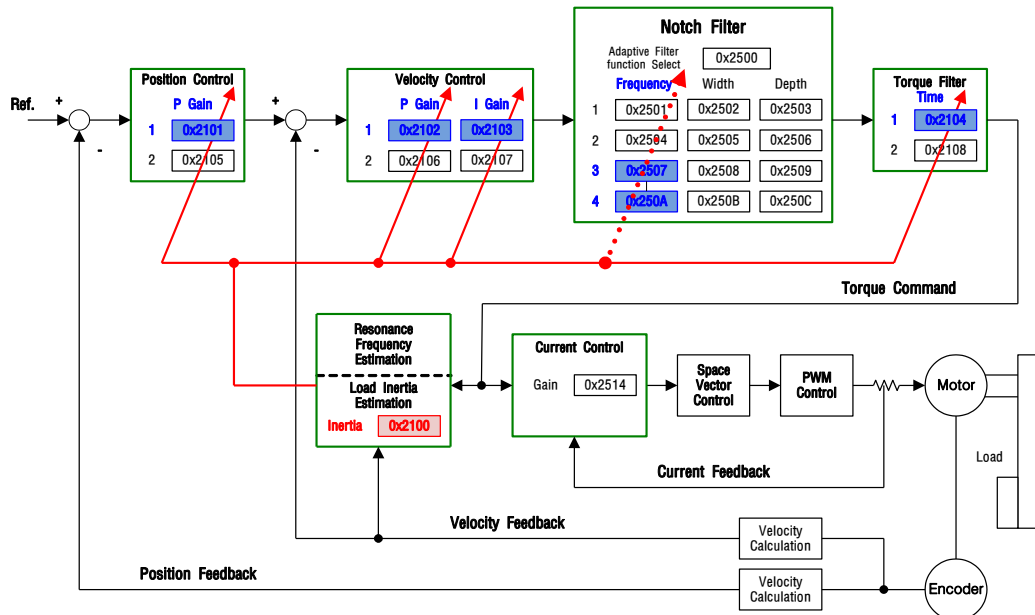 Notch Filter
Adaptive Filter
function Select
0x2500
Frequency Width Depth
1 0x2501 0x2502 0x2503
2 0x2504 0x2505 0x2506
3 0x2507 0x2508 0x2509
4 0x250A 0x250B 0x250C
Ref.
+
-
Position Control
P Gain
1 0x2101
2 0x2105
+
-
Velocity Control
P Gain I Gain
1 0x2102 0x2103
2 0x2106 0x2107
Torque Filter
Time
1 0x2104
2 0x2108
Torque Command
Resonance
Frequency
Estimation
Load Inertia
Estimation
Inertia 0x2100
Current Control
Gain 0x2514
Space
Vector
Control
PWM
Control
Motor
Load
Current Feedback
Velocity Feedback
Velocity
Calculation
Position Feedback
Velocity
Calculation
Encoder